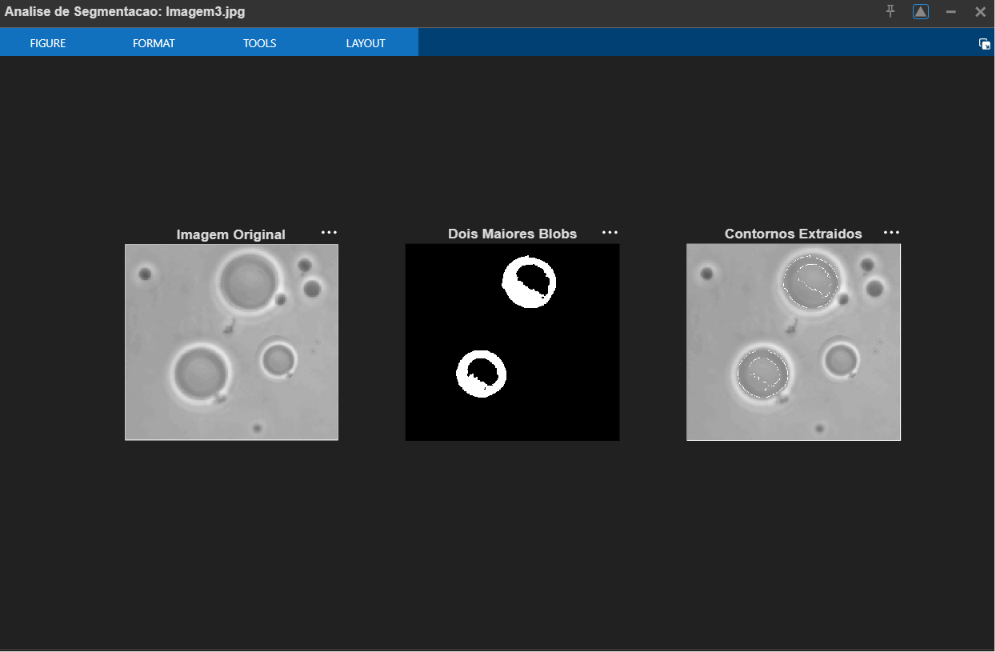 Analise de Segmentacao: Imagem3.jpg
FIGURE FORMAT TOOLS LAYOUT
Imagem Original
Dois Maiores Blobs
Contornos Extraidos